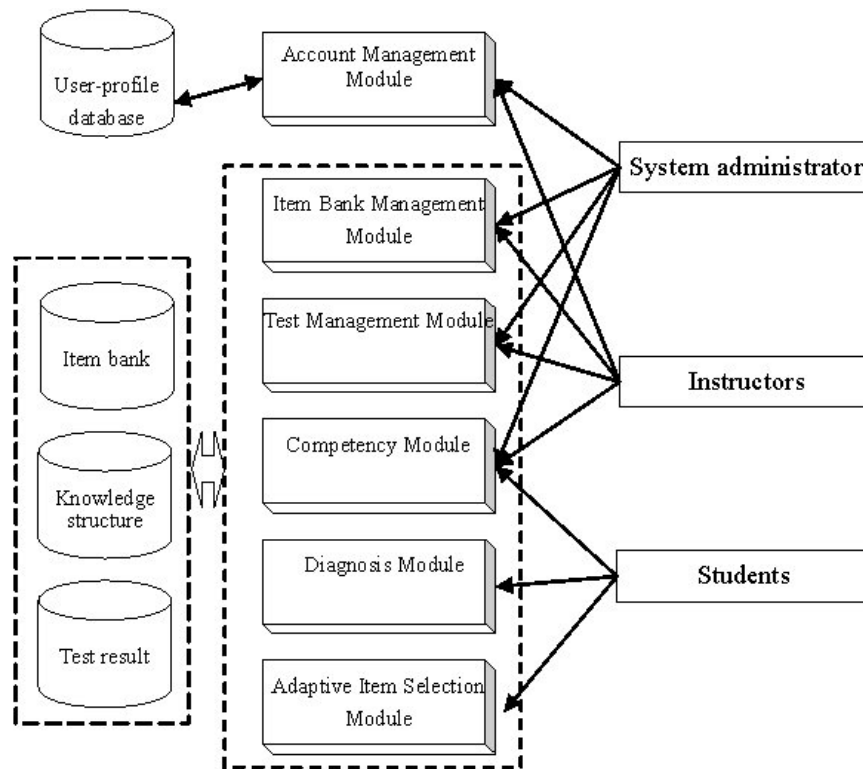 User-profile
database
Account Management
Module
System administrator
Item Bank Management
Module
Test Management Module
Item bank
Instructors
Competency Module
Knowledge
structure
Diagnosis Module
Students
Test result
Adaptive Item Selection
Module